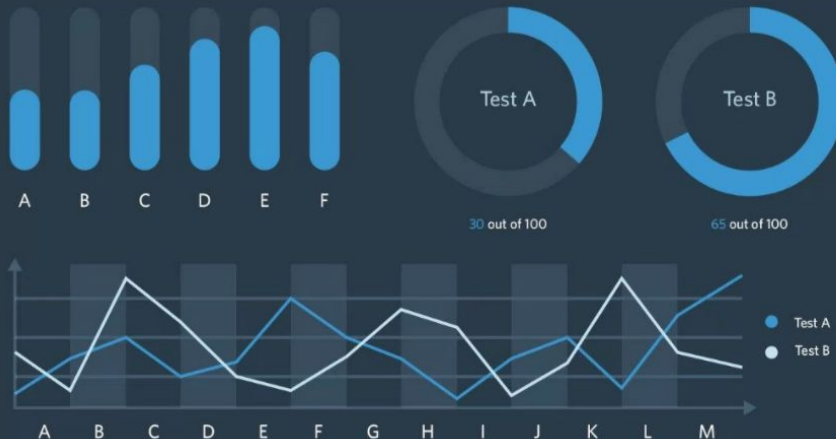 A B C D E F
Test A
30 out of 100
Test B
65 out of 100
Test A
Test B
A B C D E F G H I J K L M